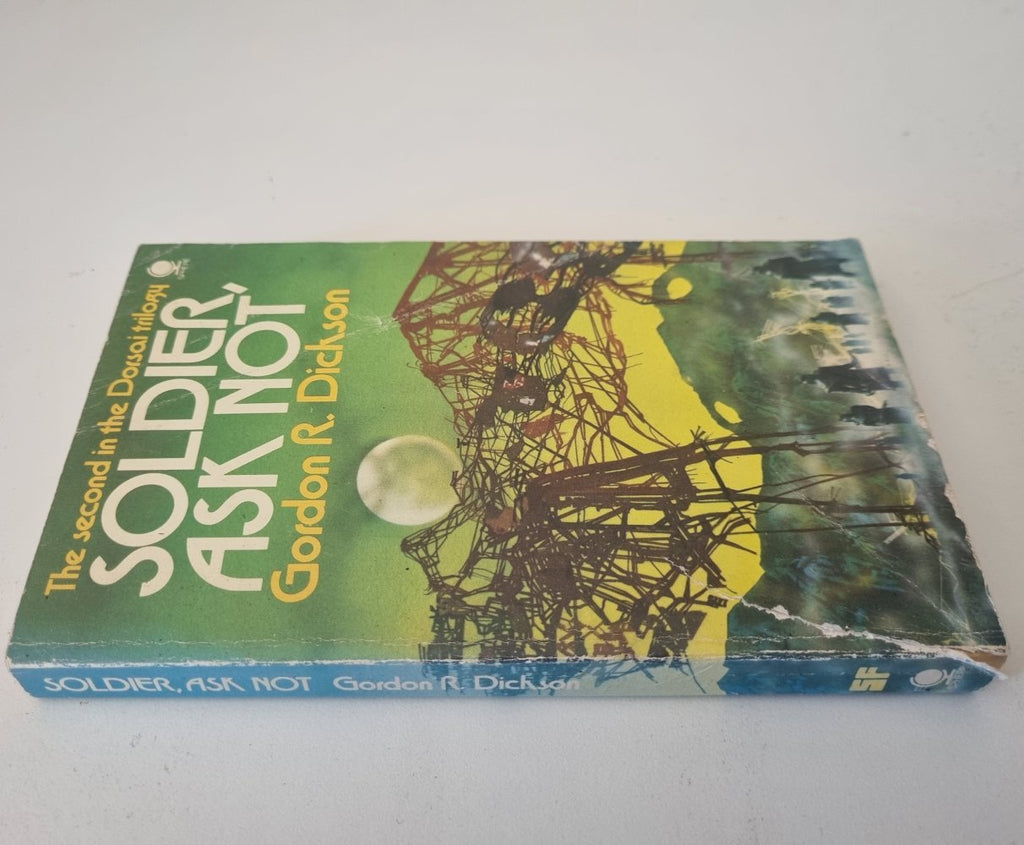 The second in the Dorsai trilogy
SOLDIER,
ASK NOT
Gordon R. Dickson
SOLDIER, ASK NOT Gordon R. Dickson SF